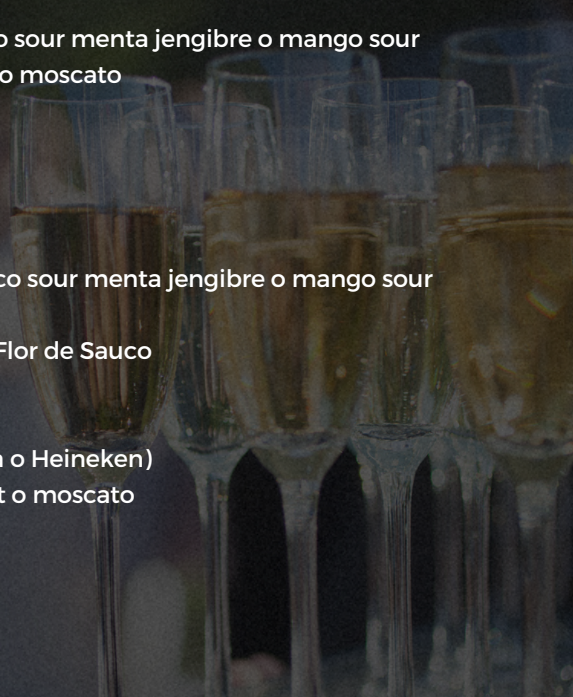 o sour menta jengibre o mango sour
o moscato
co sour menta jengibre o mango sour
Flor de Sauco
o Heineken)
t o moscato